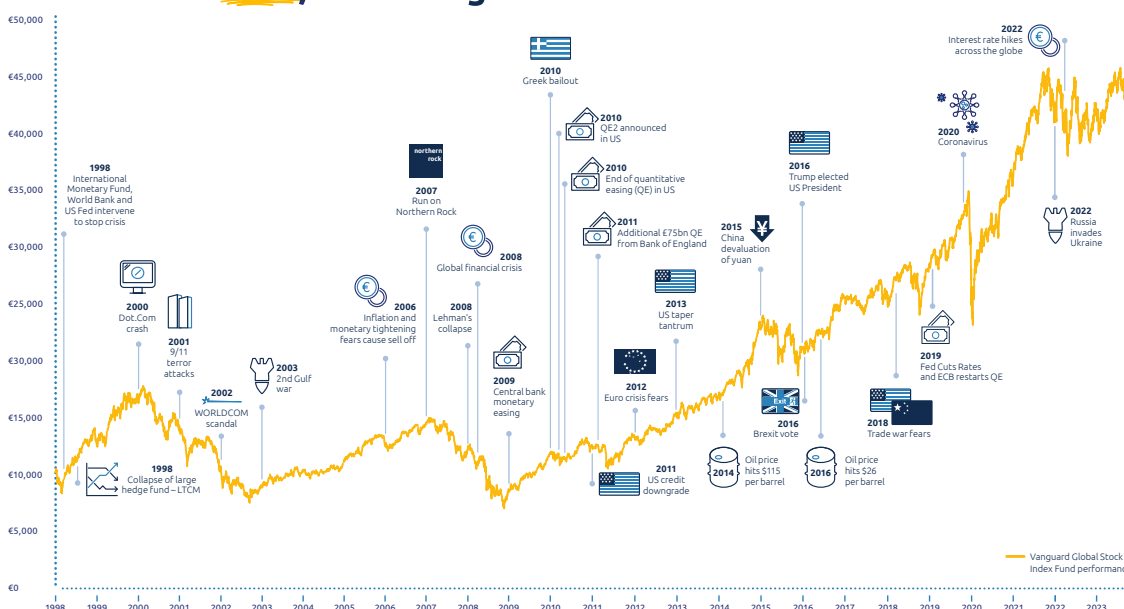 €50,000
€45,000
€40,000
€35,000
€30,000
€25,000
€30,000
€15,000
€10,000
€5,000
€0
1998
International
Monetary Fund,
World Bank and
US Fed intervene
to stop crisis
1998
Collapse of large
hedge fund – LTCM
2000
Dot.Com
crash
2001
9/11
terror
attacks
2002
WORLDCOM
scandal
2003
2nd Gulf
war
2006
Inflation and
monetary tightening
fears cause sell off
northern
rock
2007
Run on
Northern Rock
2008
Global financial crisis
2008
Lehman's
collapse
2009
Central bank
monetary
easing
2010
Greek bailout
2010
QE2 announced
in US
2010
End of quantitative
easing (QE) in US
2011
Additional £75bn QE
from Bank of England
2011
US credit
downgrade
2012
Euro crisis fears
2013
US taper
tantrum
2014
Oil price
hits $115
per barrel
2015
China
devaluation
of yuan
2016
Trump elected
US President
Exit
2016
Brexit vote
2016
Oil price
hits $26
per barrel
2018
Trade war fears
2019
Fed Cuts Rates
and ECB restarts QE
2020
Coronavirus
2022
Interest rate hikes
across the globe
2022
Russia
invades
Ukraine
Vanguard Global Stock
Index Fund
1998 1999 2000 2001 2002 2003 2004 2005 2006 2007 2008 2009 2010 2011 2012 2013 2014 2015 2016 2017 2018 2019 2020 2021 2022 2023